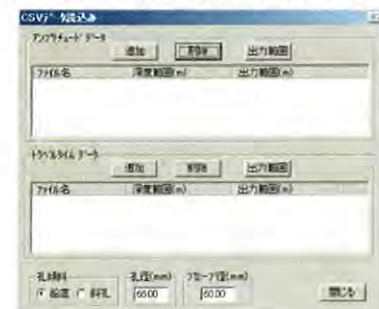 CSVデータ読込み
アンプリチュード データ
追加 削除 出力範囲
ファイル名 深度範囲(m) 出力範囲(m)
トラベルタイム データ
追加 削除 出力範囲
ファイル名 深度範囲(m) 出力範囲(m)
孔傾斜 孔径(mm) プローブ径(mm)
鉛直 斜孔 66.00 60.00 閉じる